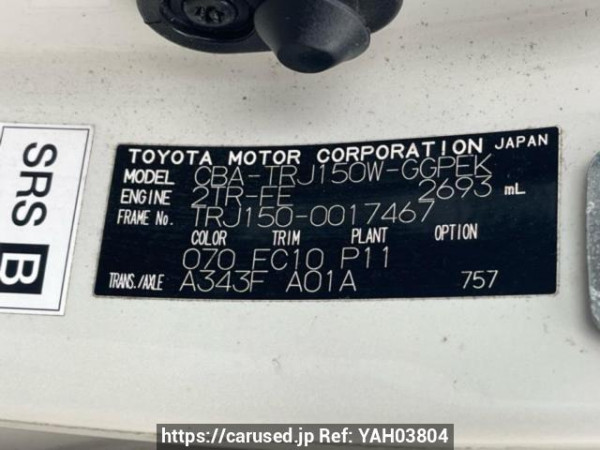 SRS
B
TOYOTA MOTOR CORPORATION JAPAN
MODEL CBA-TRJ150W-GGPEK
ENGINE 2TR-FE 2693 mL
FRAME No. TRJ150-0017467
COLOR TRIM PLANT OPTION
070 FC10 P11
TRANS./AXLE A343F A01A 757
https://carused.jp Ref: YAH03804